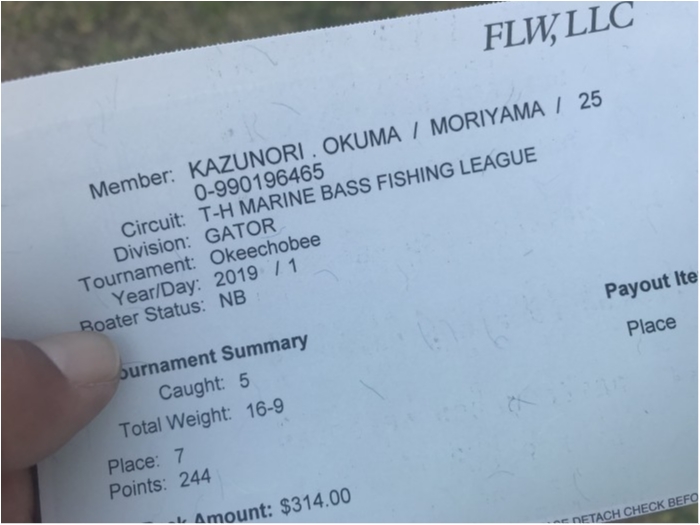 FLW, LLC
Member: KAZUNORI . OKUMA / MORIYAMA / 25
0-990196465
Circuit: T-H MARINE BASS FISHING LEAGUE
Division: GATOR
Tournament: Okeechobee
Year/Day: 2019 / 1
Boater Status: NB
Payout Ite
Place
ournament Summary
Caught: 5
Total Weight: 16-9
Place: 7
Points: 244
Amount: $314.00
DETACH CHECK BEFO